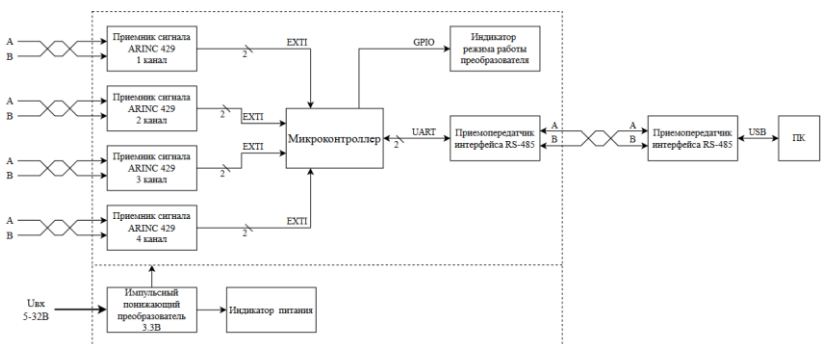 A
B
Приемник сигнала
ARINC 429
1 канал
2
EXTI
GPIO
Индикатор
режима работы
преобразователя
A
B
Приемник сигнала
ARINC 429
2 канал
2
EXTI
Микроконтроллер
2
UART
Приемопередатчик
интерфейса RS-485
A
B
A
B
Приемопередатчик
интерфейса RS-485
USB
ПК
A
B
Приемник сигнала
ARINC 429
3 канал
2
EXTI
A
B
Приемник сигнала
ARINC 429
4 канал
2
EXTI
Uвх
5-32В
Импульсный
понижающий
преобразователь
3.3В
Индикатор питания